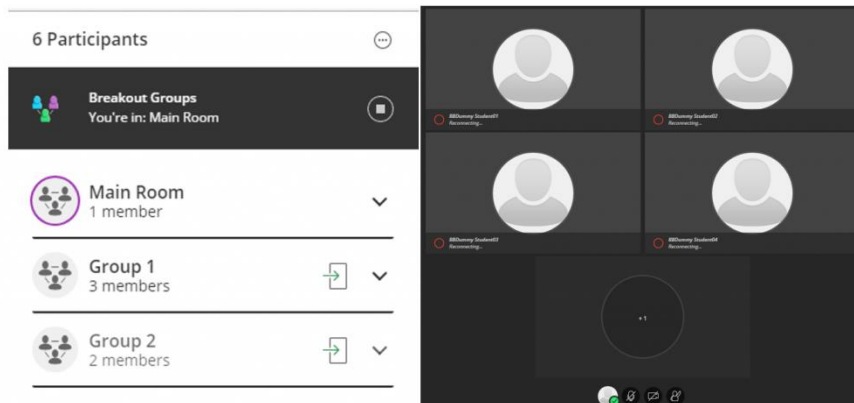 6 Participants
Breakout Groups
You're in: Main Room
Main Room
1 member
Group 1
3 members
Group 2
2 members
BBDummy Student01
Reconnecting...
BBDummy Student02
Reconnecting...
BBDummy Student03
Reconnecting...
BBDummy Student04
Reconnecting...
+1